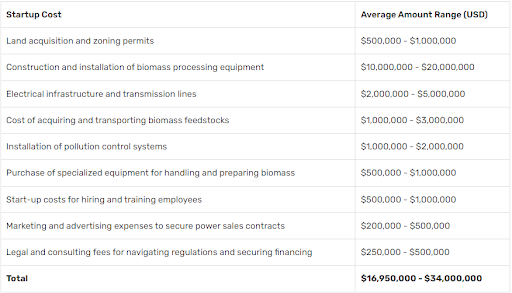 Startup Cost Average Amount Range (USD)
Land acquisition and zoning permits $500,000 - $1,000,000
Construction and installation of biomass processing equipment $10,000,000 - $20,000,000
Electrical infrastructure and transmission lines $2,000,000 - $5,000,000
Cost of acquiring and transporting biomass feedstocks $1,000,000 - $3,000,000
Installation of pollution control systems $1,000,000 - $2,000,000
Purchase of specialized equipment for handling and preparing biomass $500,000 - $1,000,000
Start-up costs for hiring and training employees $500,000 - $1,000,000
Marketing and advertising expenses to secure power sales contracts $200,000 - $500,000
Legal and consulting fees for navigating regulations and securing financing $250,000 - $500,000
Total $16,950,000 - $34,000,000